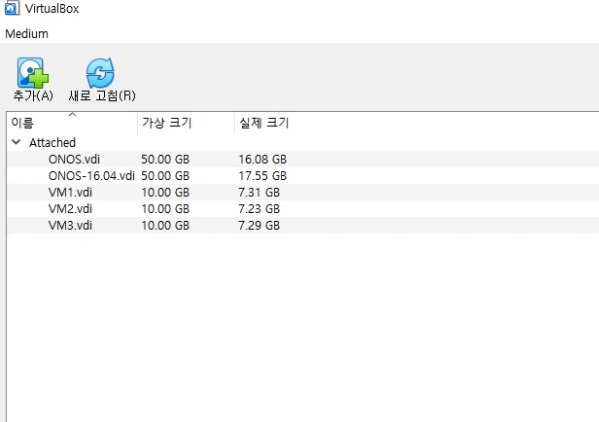 VirtualBox
Medium
추가(A) 새로 고침(R)
이름 가상 크기 실제 크기
Attached
ONOS.vdi 50.00 GB 16.08 GB
ONOS-16.04.vdi 50.00 GB 17.55 GB
VM1.vdi 10.00 GB 7.31 GB
VM2.vdi 10.00 GB 7.23 GB
VM3.vdi 10.00 GB 7.29 GB